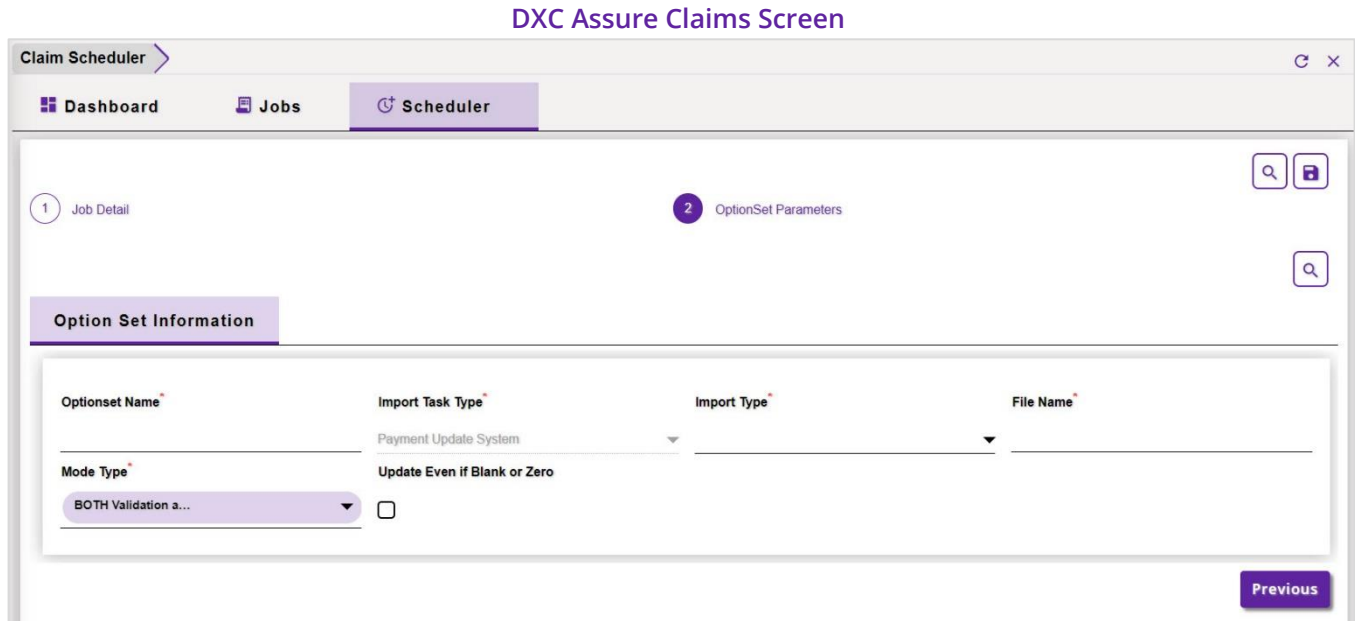 DXC Assure Claims Screen
Claim Scheduler
Dashboard Jobs Scheduler
1 Job Detail 2 OptionSet Parameters
Option Set Information
Optionset Name* Import Task Type* Import Type* File Name*
Payment Update System
Mode Type* Update Even if Blank or Zero
BOTH Validation a...
Previous